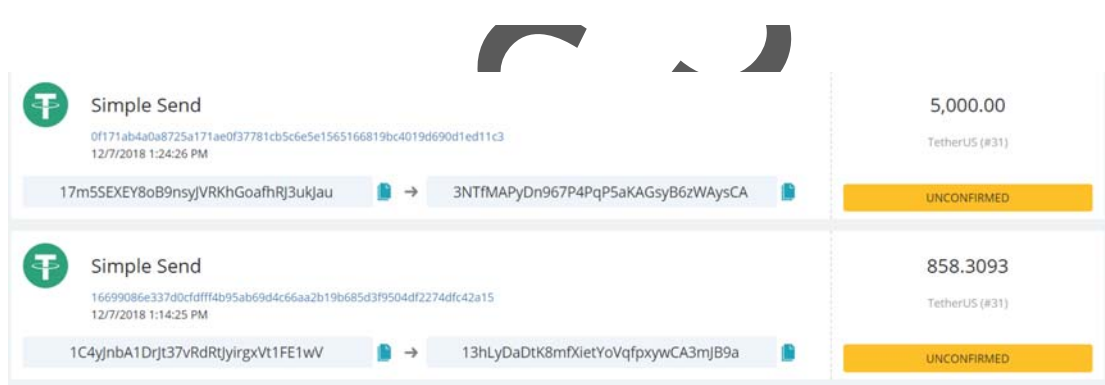 Simple Send
5,000.00
0f171ab4a0a8725a171ae0f37781cb5c6e5e1565166819bc4019d690d1ed11c3
TetherUS (#31)
12/7/2018 1:24:26 PM
17m5SEXEY8oB9nsyJVRKhGoafhRJ3ukJau → 3NTfMAPyDn967P4PqP5aKAGsyB6zWAysCA
UNCONFIRMED
Simple Send
858.3093
16699086e337d0cfdfff4b95ab69d4c66aa2b19b685d3f9504df2274dfc42a15
TetherUS (#31)
12/7/2018 1:14:25 PM
1C4yJnbA1DrJt37vRdRtJyirgxVt1FE1wV → 13hLyDaDtK8mfXietYoVqfpxywCA3mJB9a
UNCONFIRMED